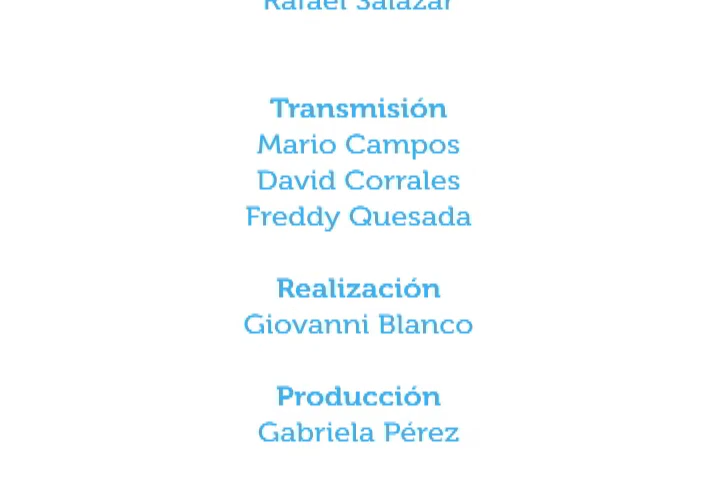 Rafael Salazar
Transmisión
Mario Campos
David Corrales
Freddy Quesada
Realización
Giovanni Blanco
Producción
Gabriela Pérez